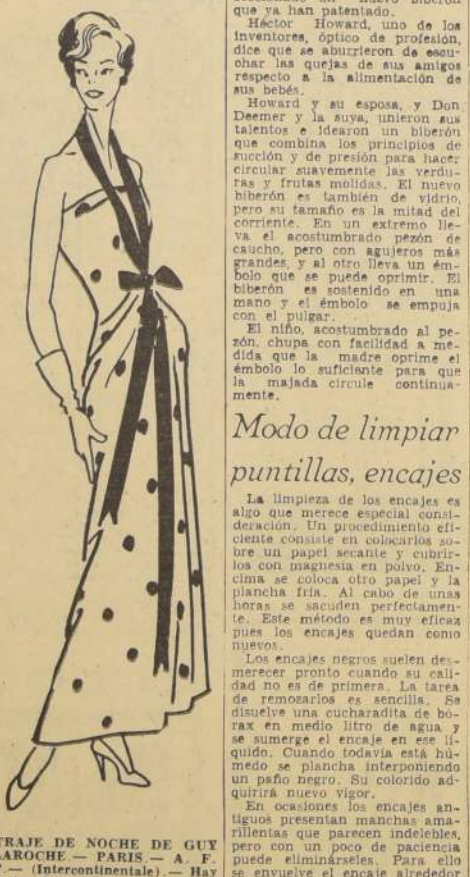 que ya han patentado.
Héctor Howard, uno de los
inventores, óptico de profesión,
dice que se aburrieron de escu-
char las quejas de sus amigos
respecto a la alimentación de
sus bebés.
Howard y su esposa, y Don
Deemer y la suya, unieron sus
talentos e idearon un biberón
que combina los principios de
succión y de presión para hacer
circular suavemente las verdu-
ras y frutas molidas. El nuevo
biberón es también de vidrio,
pero su tamaño es la mitad del
corriente. En un extremo lle-
va el acostumbrado pezón de
caucho, pero con agujeros más
grandes, y al otro lleva un ém-
bolo que se puede oprimir. El
biberón es sostenido en una
mano y el émbolo se empuja
con el pulgar.
El niño, acostumbrado al pe-
zón, chupa con facilidad a me-
dida que la madre oprime el
émbolo lo suficiente para que
la majada circule continua-
mente.
Modo de limpiar
puntillas, encajes
La limpieza de los encajes es
algo que merece especial consi-
deración. Un procedimiento efi-
ciente consiste en colocarlos so-
bre un papel secante y cubrir-
los con magnesia en polvo. En-
cima se coloca otro papel y la
plancha fría. Al cabo de unas
horas se sacuden perfectamen-
te. Este método es muy eficaz
pues los encajes quedan como
nuevos.
Los encajes negros suelen des-
merecer pronto cuando su cali-
dad no es de primera. La tarea
de remozarlos es sencilla. Se
disuelve una cucharadita de bó-
rax en medio litro de agua y
se sumerge el encaje en ese lí-
quido. Cuando todavía está hú-
medo se plancha interponiendo
un paño negro. Su colorido ad-
quirirá nuevo vigor.
En ocasiones los encajes an-
tiguos presentan manchas ama-
rillentas que parecen indelebles,
pero con un poco de paciencia
puede eliminárseles. Para ello
se envuelve el encaje alrededor
TRAJE DE NOCHE DE GUY
LAROCHE.— PARIS.— A. F.
(Intercontinentale).— Hay